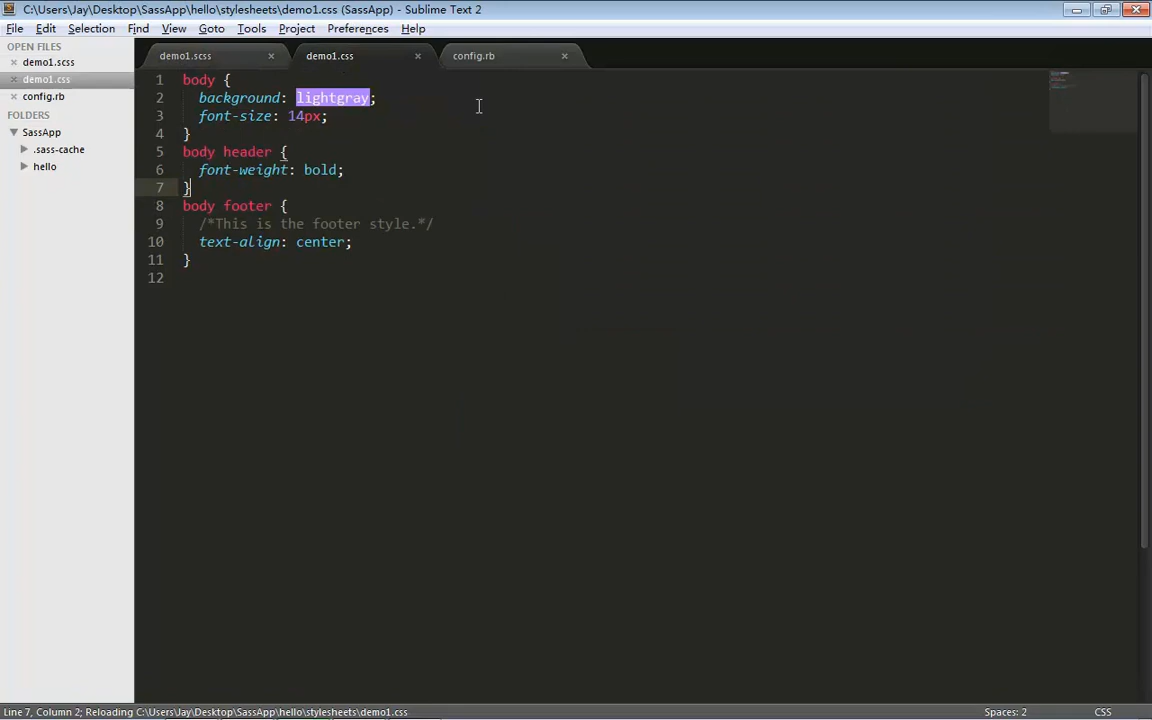 C:\Users\Jay\Desktop\SassApp\hello\stylesheets\demo1.css (SassApp) - Sublime Text 2
File Edit Selection Find View Goto Tools Project Preferences Help
OPEN FILES
demo1.scss
demo1.css
config.rb
FOLDERS
SassApp
.sass-cache
hello
demo1.scss demo1.css config.rb
1 body {
2 background: lightgray;
3 font-size: 14px;
4 }
5 body header {
6 font-weight: bold;
7 }
8 body footer {
9 /*This is the footer style.*/
10 text-align: center;
11 }
12
Line 7, Column 2; Reloading C:\Users\Jay\Desktop\SassApp\hello\stylesheets\demo1.css Spaces: 2 CSS